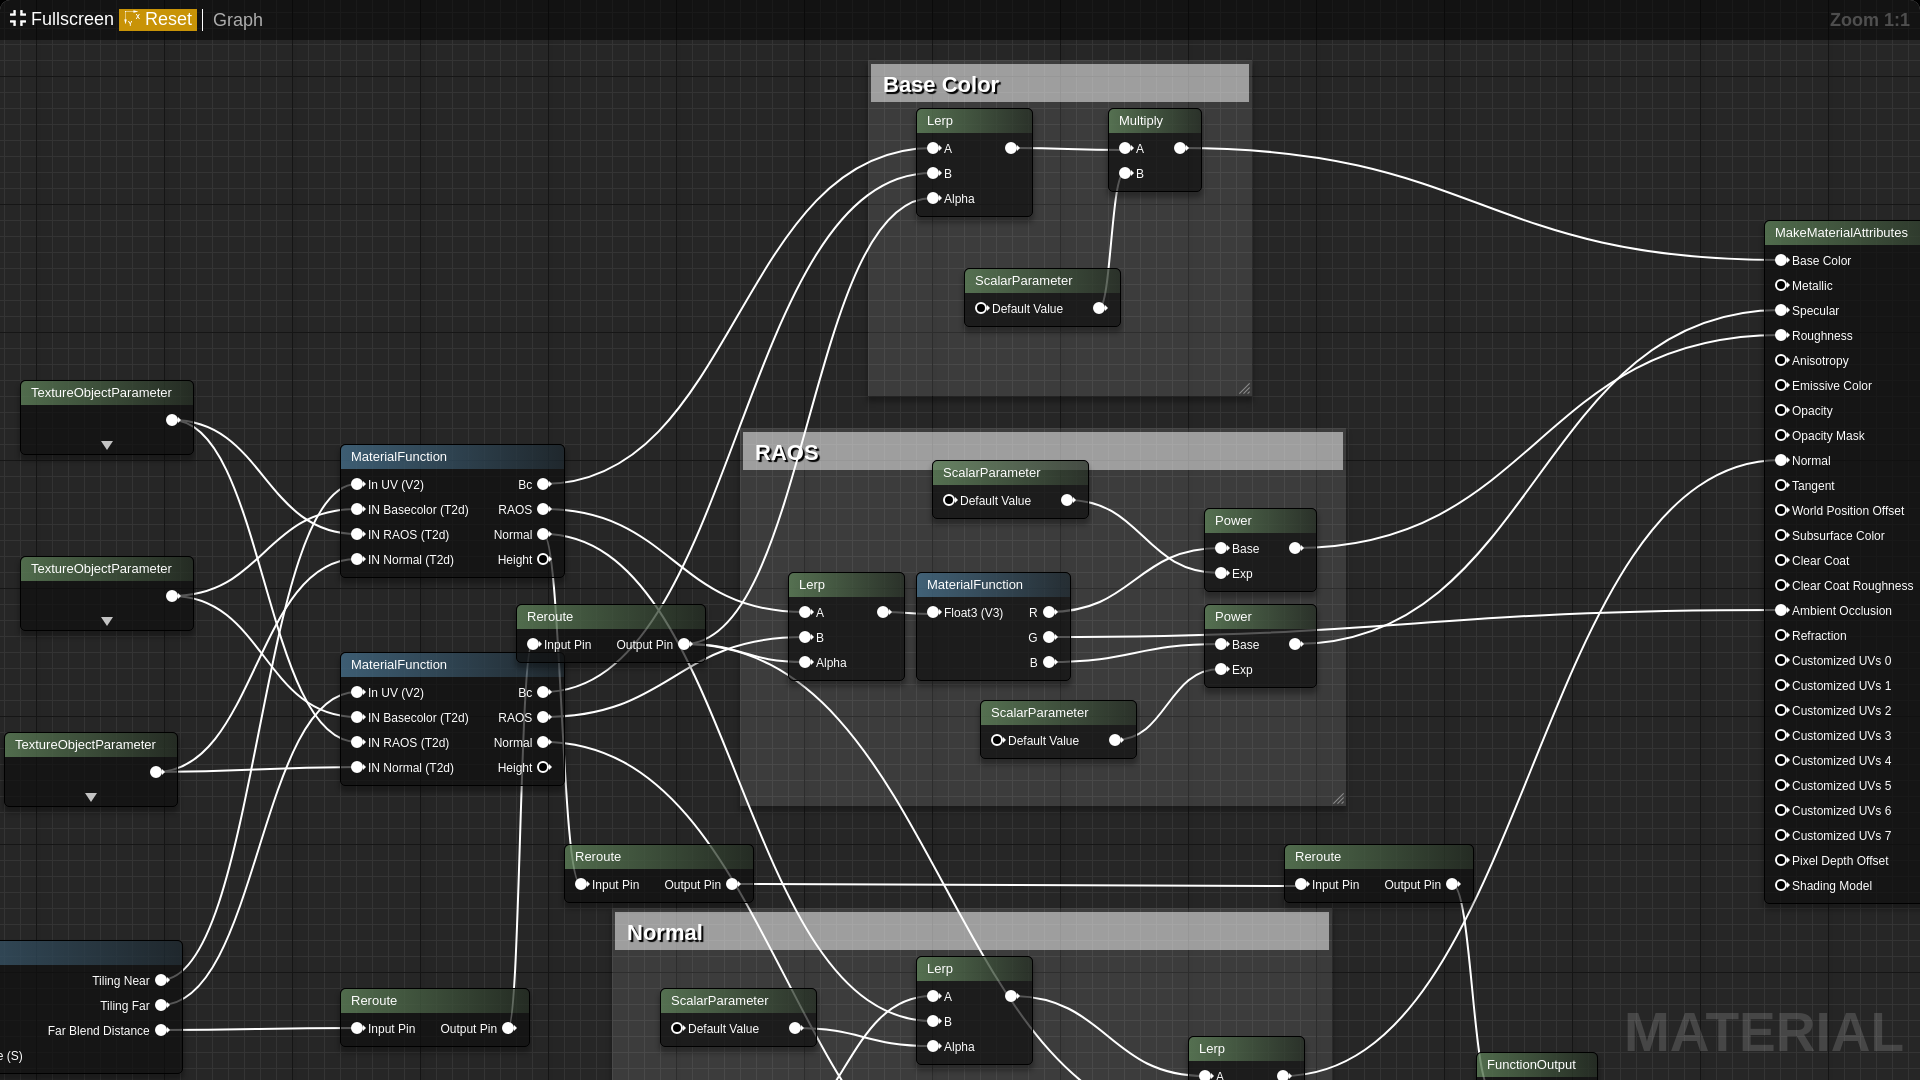 Fullscreen Reset Graph Zoom 1:1
Base Color
Lerp
A
B
Alpha
Multiply
A
B
ScalarParameter
Default Value
MakeMaterialAttributes
Base Color
Metallic
Specular
Roughness
Anisotropy
Emissive Color
Opacity
Opacity Mask
Normal
Tangent
World Position Offset
Subsurface Color
Clear Coat
Clear Coat Roughness
Ambient Occlusion
Refraction
Customized UVs 0
Customized UVs 1
Customized UVs 2
Customized UVs 3
Customized UVs 4
Customized UVs 5
Customized UVs 6
Customized UVs 7
Pixel Depth Offset
Shading Model
TextureObjectParameter
TextureObjectParameter
TextureObjectParameter
MaterialFunction
In UV (V2) Bc
IN Basecolor (T2d) RAOS
IN RAOS (T2d) Normal
IN Normal (T2d) Height
Reroute
Input Pin Output Pin
MaterialFunction
In UV (V2) Bc
IN Basecolor (T2d) RAOS
IN RAOS (T2d) Normal
IN Normal (T2d) Height
RAOS
ScalarParameter
Default Value
Power
Base
Exp
Lerp
A
B
Alpha
MaterialFunction
Float3 (V3) R
G
B
Power
Base
Exp
ScalarParameter
Default Value
Reroute
Input Pin Output Pin
Reroute
Input Pin Output Pin
Tiling Near
Tiling Far
Far Blend Distance
e (S)
Reroute
Input Pin Output Pin
Normal
ScalarParameter
Default Value
Lerp
A
B
Alpha
Lerp
A
FunctionOutput
MATERIAL